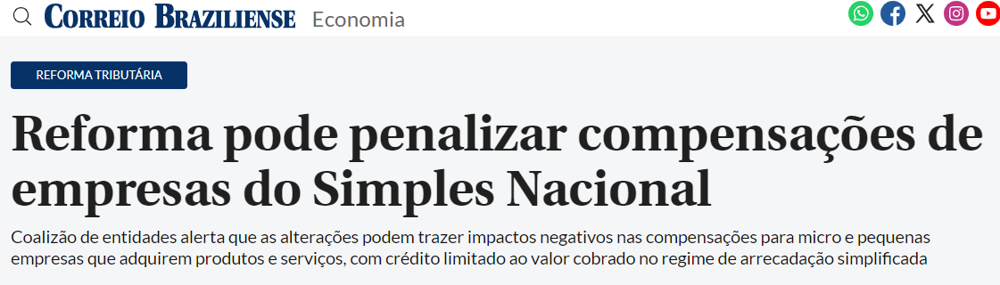 CORREIO BRAZILIENSE Economia
REFORMA TRIBUTÁRIA
Reforma pode penalizar compensações de
empresas do Simples Nacional
Coalizão de entidades alerta que as alterações podem trazer impactos negativos nas compensações para micro e pequenas
empresas que adquirem produtos e serviços, com crédito limitado ao valor cobrado no regime de arrecadação simplificada